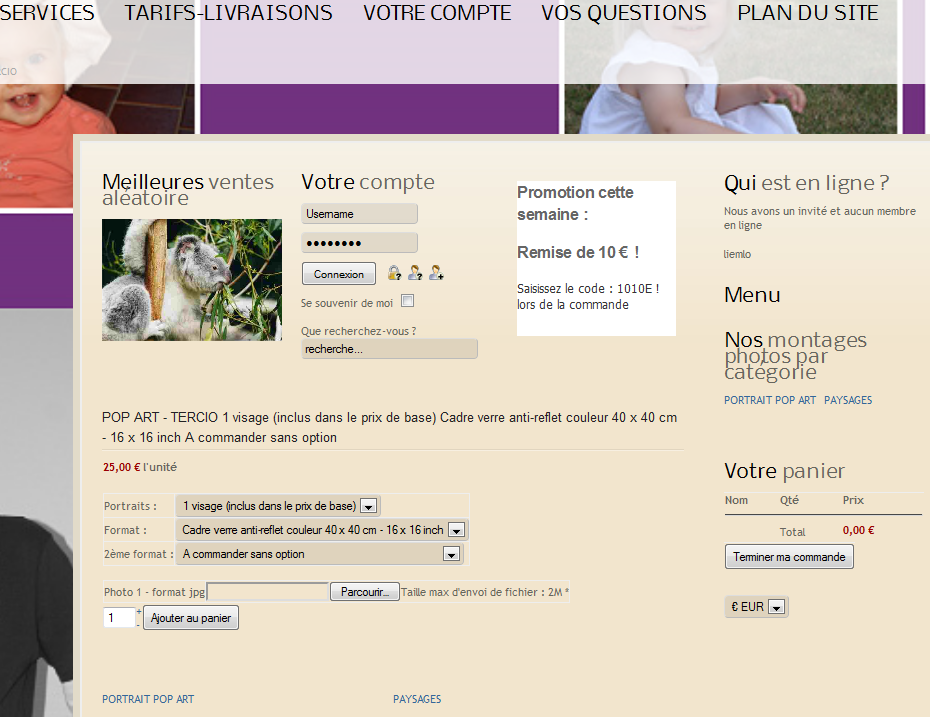 SERVICES TARIFS-LIVRAISONS VOTRE COMPTE VOS QUESTIONS PLAN DU SITE
CIO
Meilleures ventes
aléatoire
Votre compte
Username
••••••••
Connexion
Se souvenir de moi
Que recherchez-vous ?
recherche...
Promotion cette
semaine :
Remise de 10 € !
Saisissez le code : 1010E !
lors de la commande
Qui est en ligne ?
Nous avons un invité et aucun membre
en ligne
liemlo
Menu
Nos montages
photos par
catégorie
PORTRAIT POP ART PAYSAGES
POP ART - TERCIO 1 visage (inclus dans le prix de base) Cadre verre anti-reflet couleur 40 x 40 cm
- 16 x 16 inch A commander sans option
25,00 € l'unité
Portraits : 1 visage (inclus dans le prix de base)
Format : Cadre verre anti-reflet couleur 40 x 40 cm - 16 x 16 inch
2ème format : A commander sans option
Photo 1 - format jpg Parcourir... Taille max d'envoi de fichier : 2M *
1 + - Ajouter au panier
Votre panier
Nom Qté Prix
Total 0,00 €
Terminer ma commande
€ EUR
PORTRAIT POP ART PAYSAGES